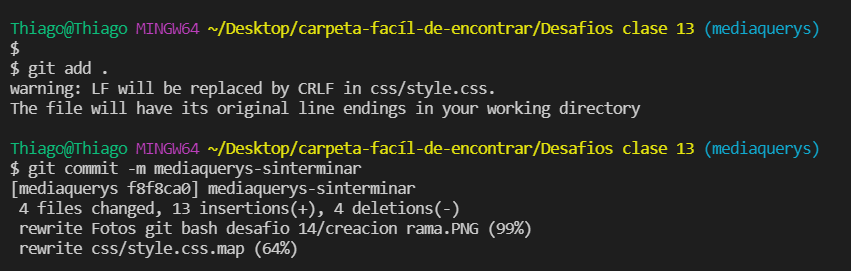 Thiago@Thiago MINGW64 ~/Desktop/carpeta-facíl-de-encontrar/Desafios clase 13 (mediaquerys)
$
$ git add .
warning: LF will be replaced by CRLF in css/style.css.
The file will have its original line endings in your working directory
Thiago@Thiago MINGW64 ~/Desktop/carpeta-facíl-de-encontrar/Desafios clase 13 (mediaquerys)
$ git commit -m mediaquerys-sinterminar
[mediaquerys f8f8ca0] mediaquerys-sinterminar
4 files changed, 13 insertions(+), 4 deletions(-)
rewrite Fotos git bash desafio 14/creacion rama.PNG (99%)
rewrite css/style.css.map (64%)